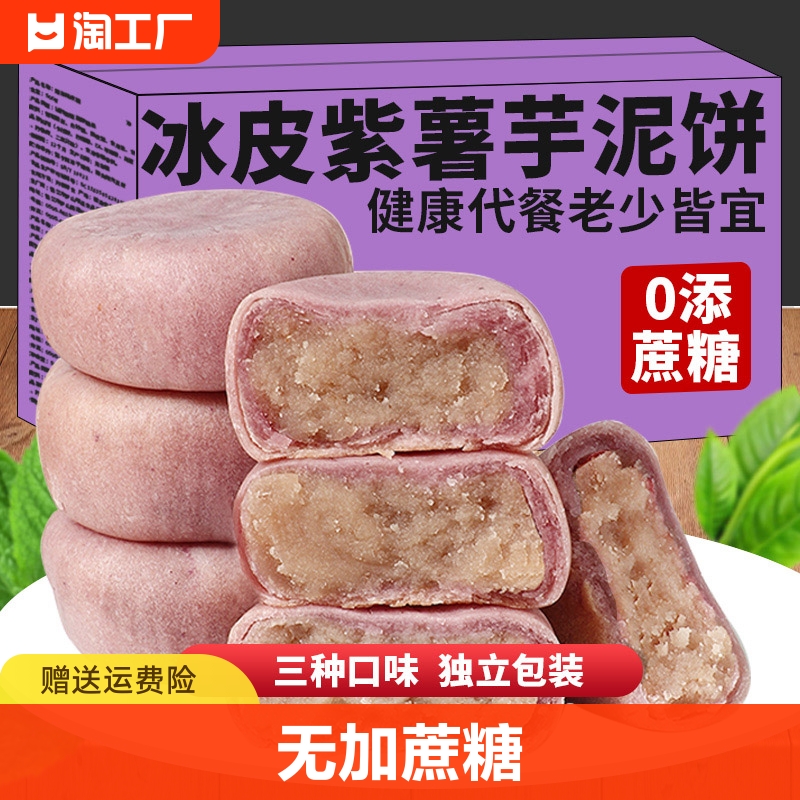 淘工厂
冰皮紫薯芋泥饼
健康代餐老少皆宜
0添
蔗糖
三种口味 独立包装
赠送运费险
无加蔗糖